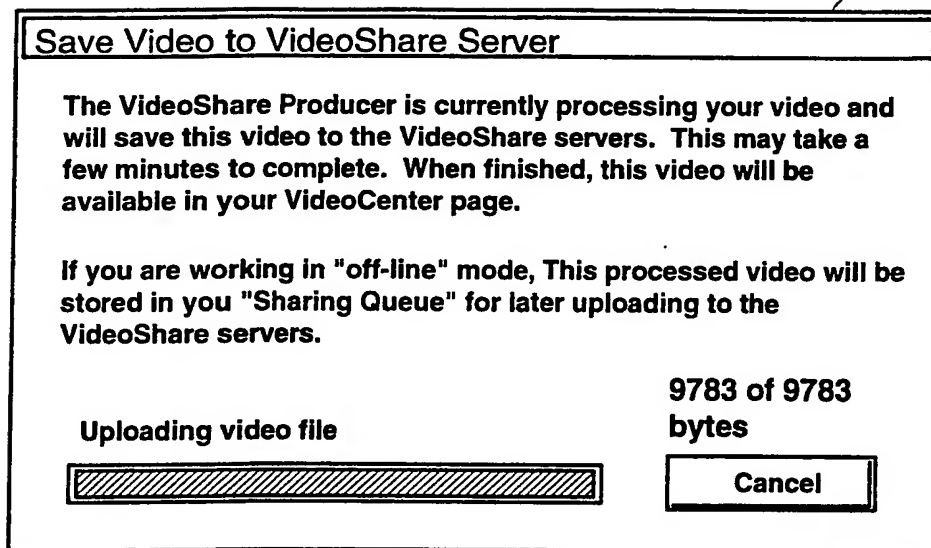 Save Video to VideoShare Server
The VideoShare Producer is currently processing your video and
will save this video to the VideoShare servers. This may take a
few minutes to complete. When finished, this video will be
available in your VideoCenter page.
If you are working in "off-line" mode, This processed video will be
stored in you "Sharing Queue" for later uploading to the
VideoShare servers.
9783 of 9783
bytes
Uploading video file
Cancel